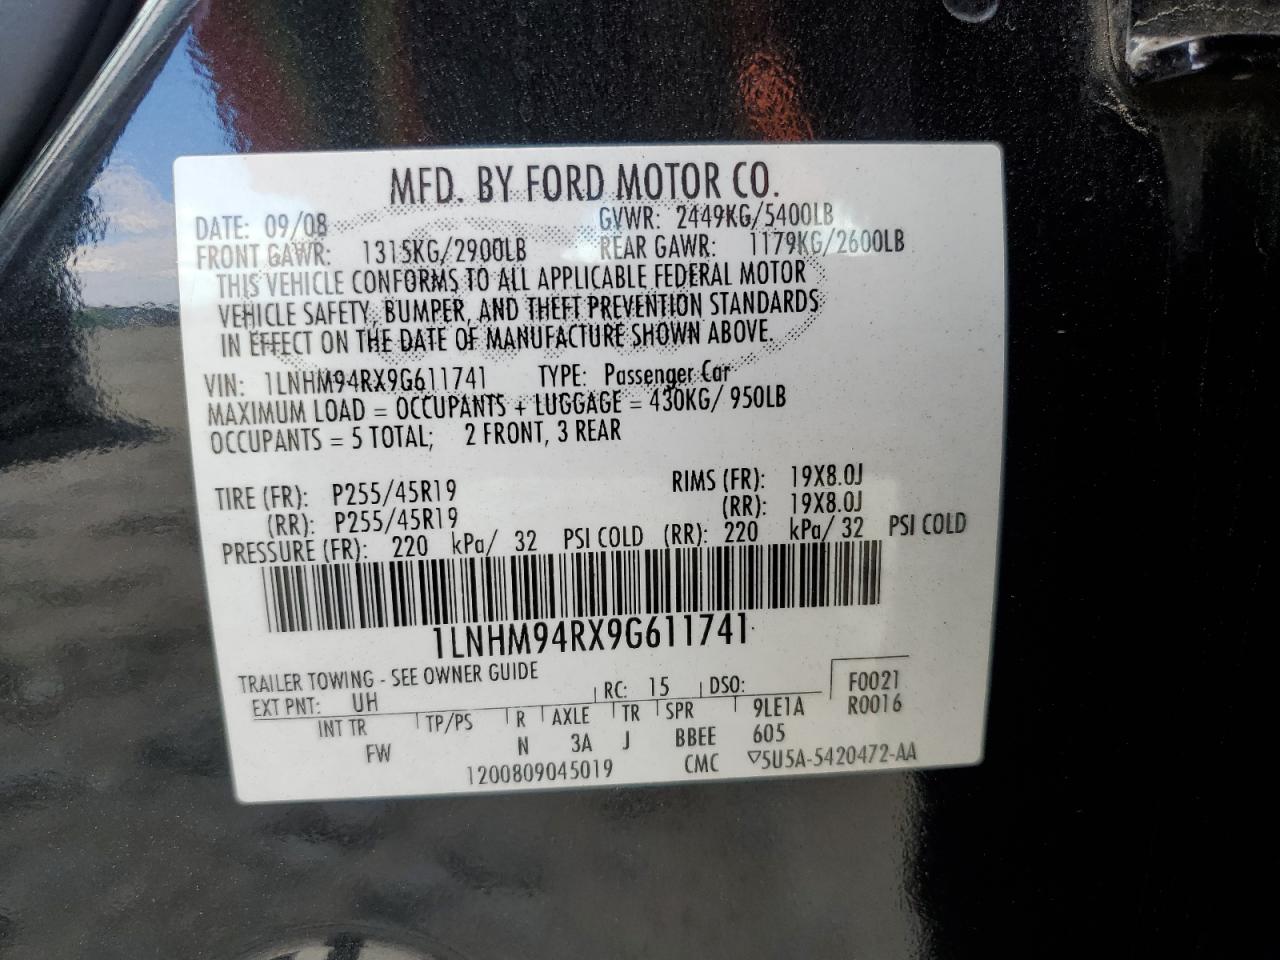 MFD. BY FORD MOTOR CO.
DATE: 09/08 GVWR: 2449KG/5400LB
FRONT GAWR: 1315KG/2900LB REAR GAWR: 1179KG/2600LB
THIS VEHICLE CONFORMS TO ALL APPLICABLE FEDERAL MOTOR
VEHICLE SAFETY, BUMPER, AND THEFT PREVENTION STANDARDS
IN EFFECT ON THE DATE OF MANUFACTURE SHOWN ABOVE.
VIN: 1LNHM94RX9G611741 TYPE: Passenger Car
MAXIMUM LOAD = OCCUPANTS + LUGGAGE = 430KG/ 950LB
OCCUPANTS = 5 TOTAL; 2 FRONT, 3 REAR
TIRE (FR): P255/45R19 RIMS (FR): 19X8.0J
(RR): P255/45R19 (RR): 19X8.0J
PRESSURE (FR): 220 kPa/ 32 PSI COLD (RR): 220 kPa/ 32 PSI COLD
1LNHM94RX9G611741
TRAILER TOWING - SEE OWNER GUIDE
EXT PNT: UH RC: 15 DSO: F0021
INT TR TP/PS R AXLE TR SPR 9LE1A R0016
FW N 3A J BBEE 605
1200809045019 CMC ▽5U5A-5420472-AA